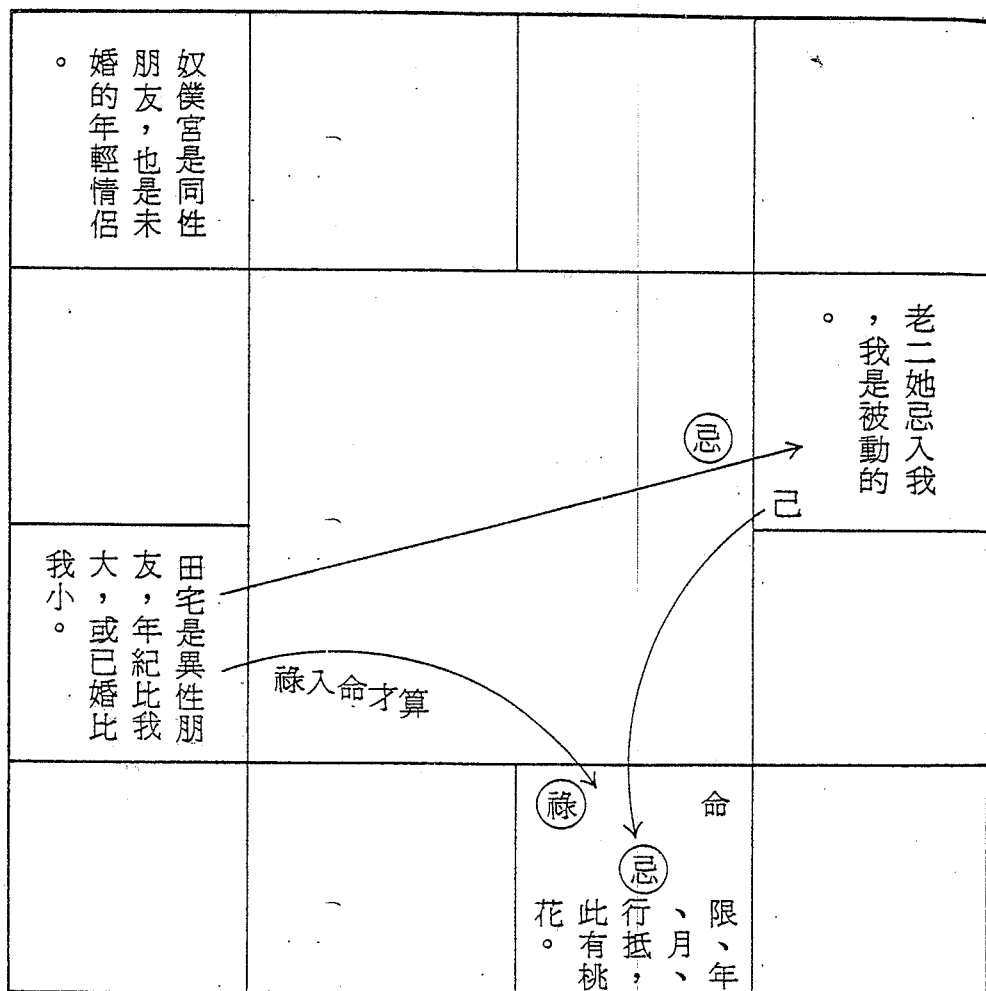 奴僕宮是同性
朋友，也是未
婚的年輕情侶
。
老二她忌入我
，我是被動的
。
忌
己
田宅是異性朋
友，年紀比我
大，或已婚比
我小。
祿入命才算
命
祿
忌
限、年
、月、
行抵，
此有桃
花。